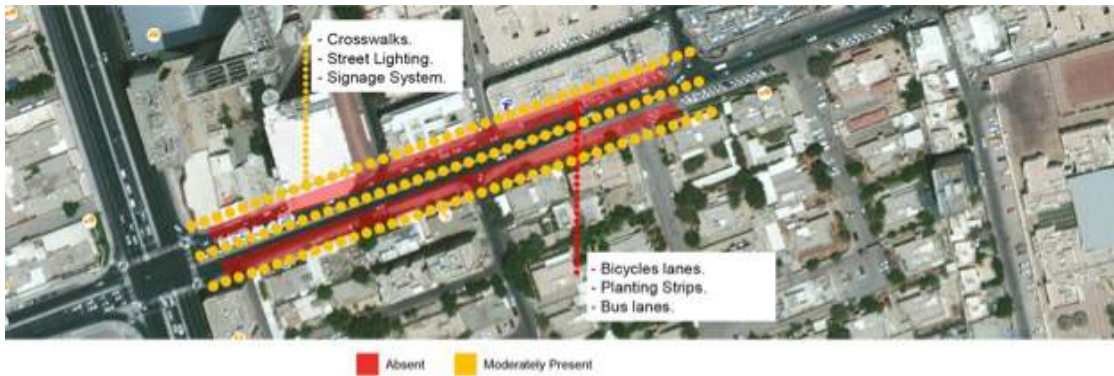 - Crosswalks.
- Street Lighting.
- Signage System.
- Bicycles lanes.
- Planting Strips.
- Bus lanes.
Absent
Moderately Present